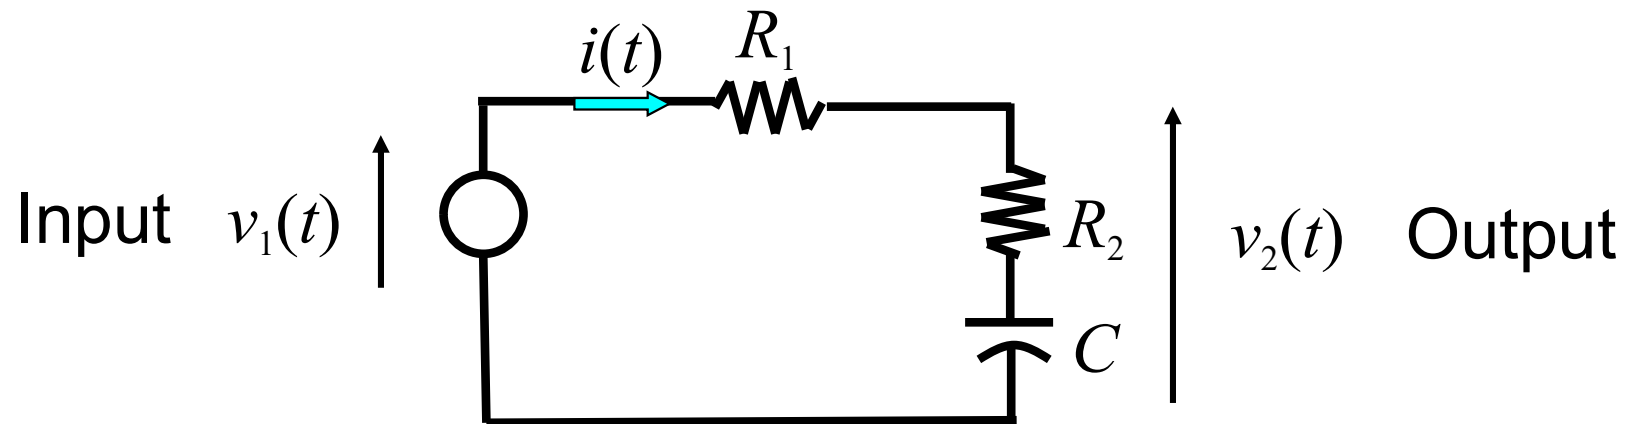 i(t)
R₁
Input v₁(t)
R₂
v₂(t) Output
C